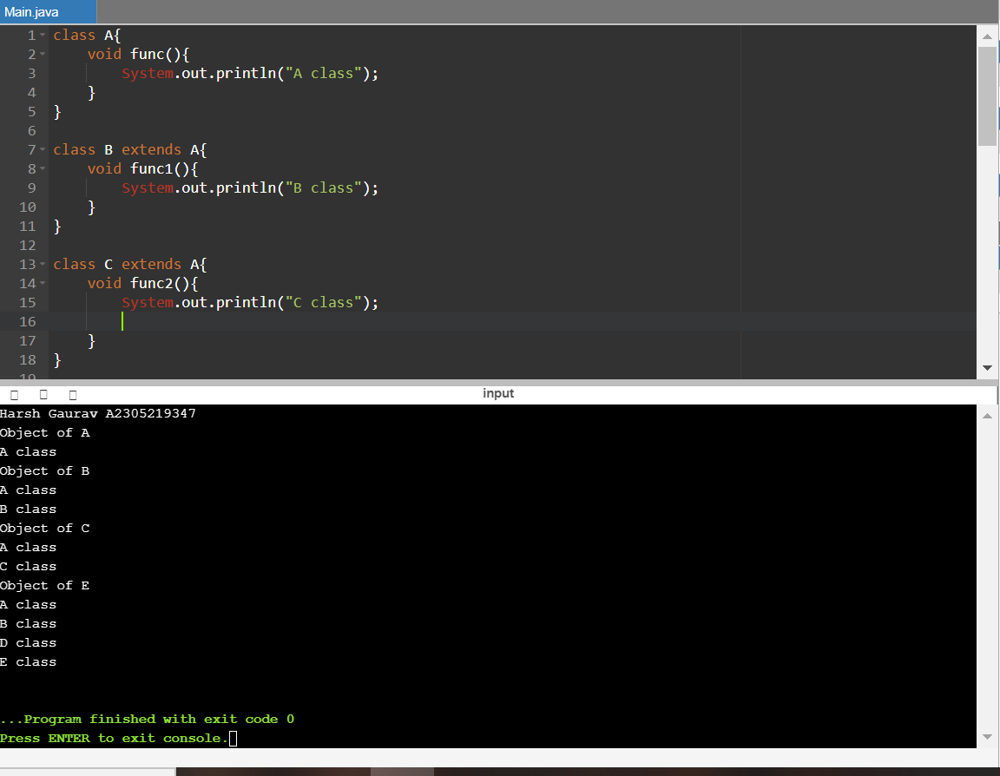 Main.java
1 class A{
2 void func(){
3 System.out.println("A class");
4 }
5 }
6
7 class B extends A{
8 void func1(){
9 System.out.println("B class");
10 }
11 }
12
13 class C extends A{
14 void func2(){
15 System.out.println("C class");
16
17 }
18 }
19
input
Harsh Gaurav A2305219347
Object of A
A class
Object of B
A class
B class
Object of C
A class
C class
Object of E
A class
B class
D class
E class
...Program finished with exit code 0
Press ENTER to exit console.